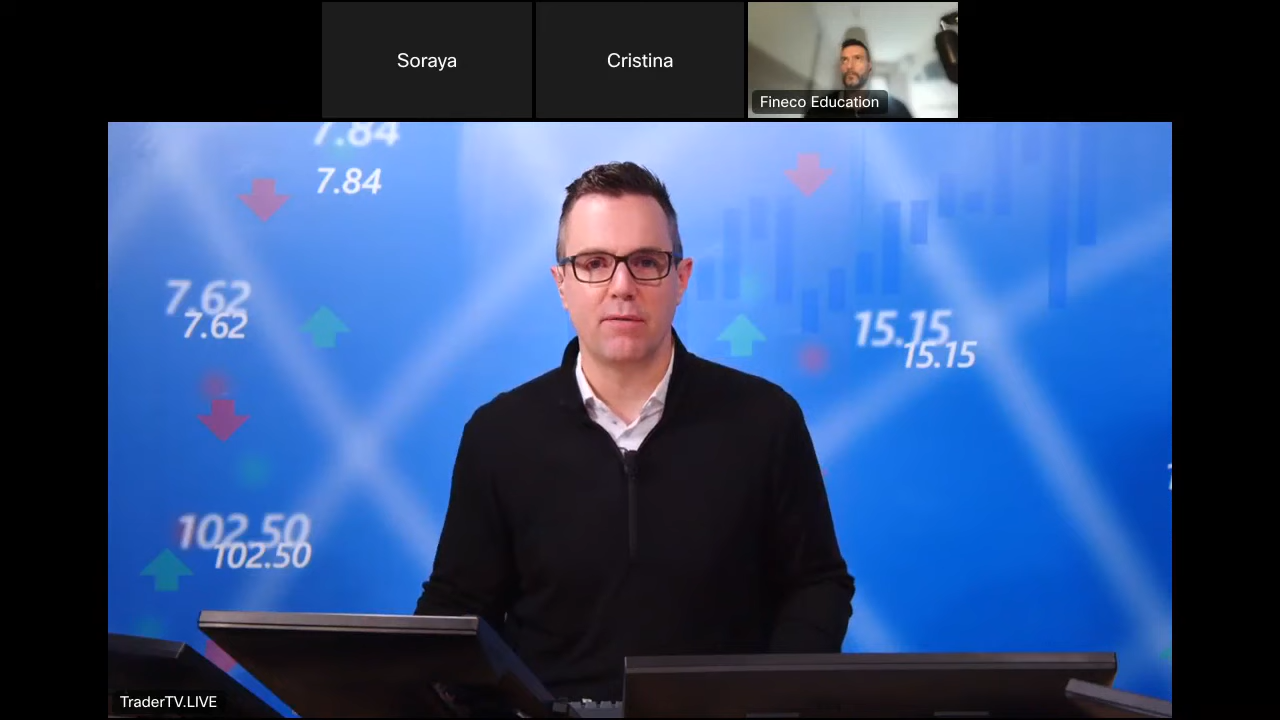 Soraya
Cristina
Fineco Education
7.84
7.84
7.62
7.62
15.15
15.15
102.50
102.50
TraderTV.LIVE